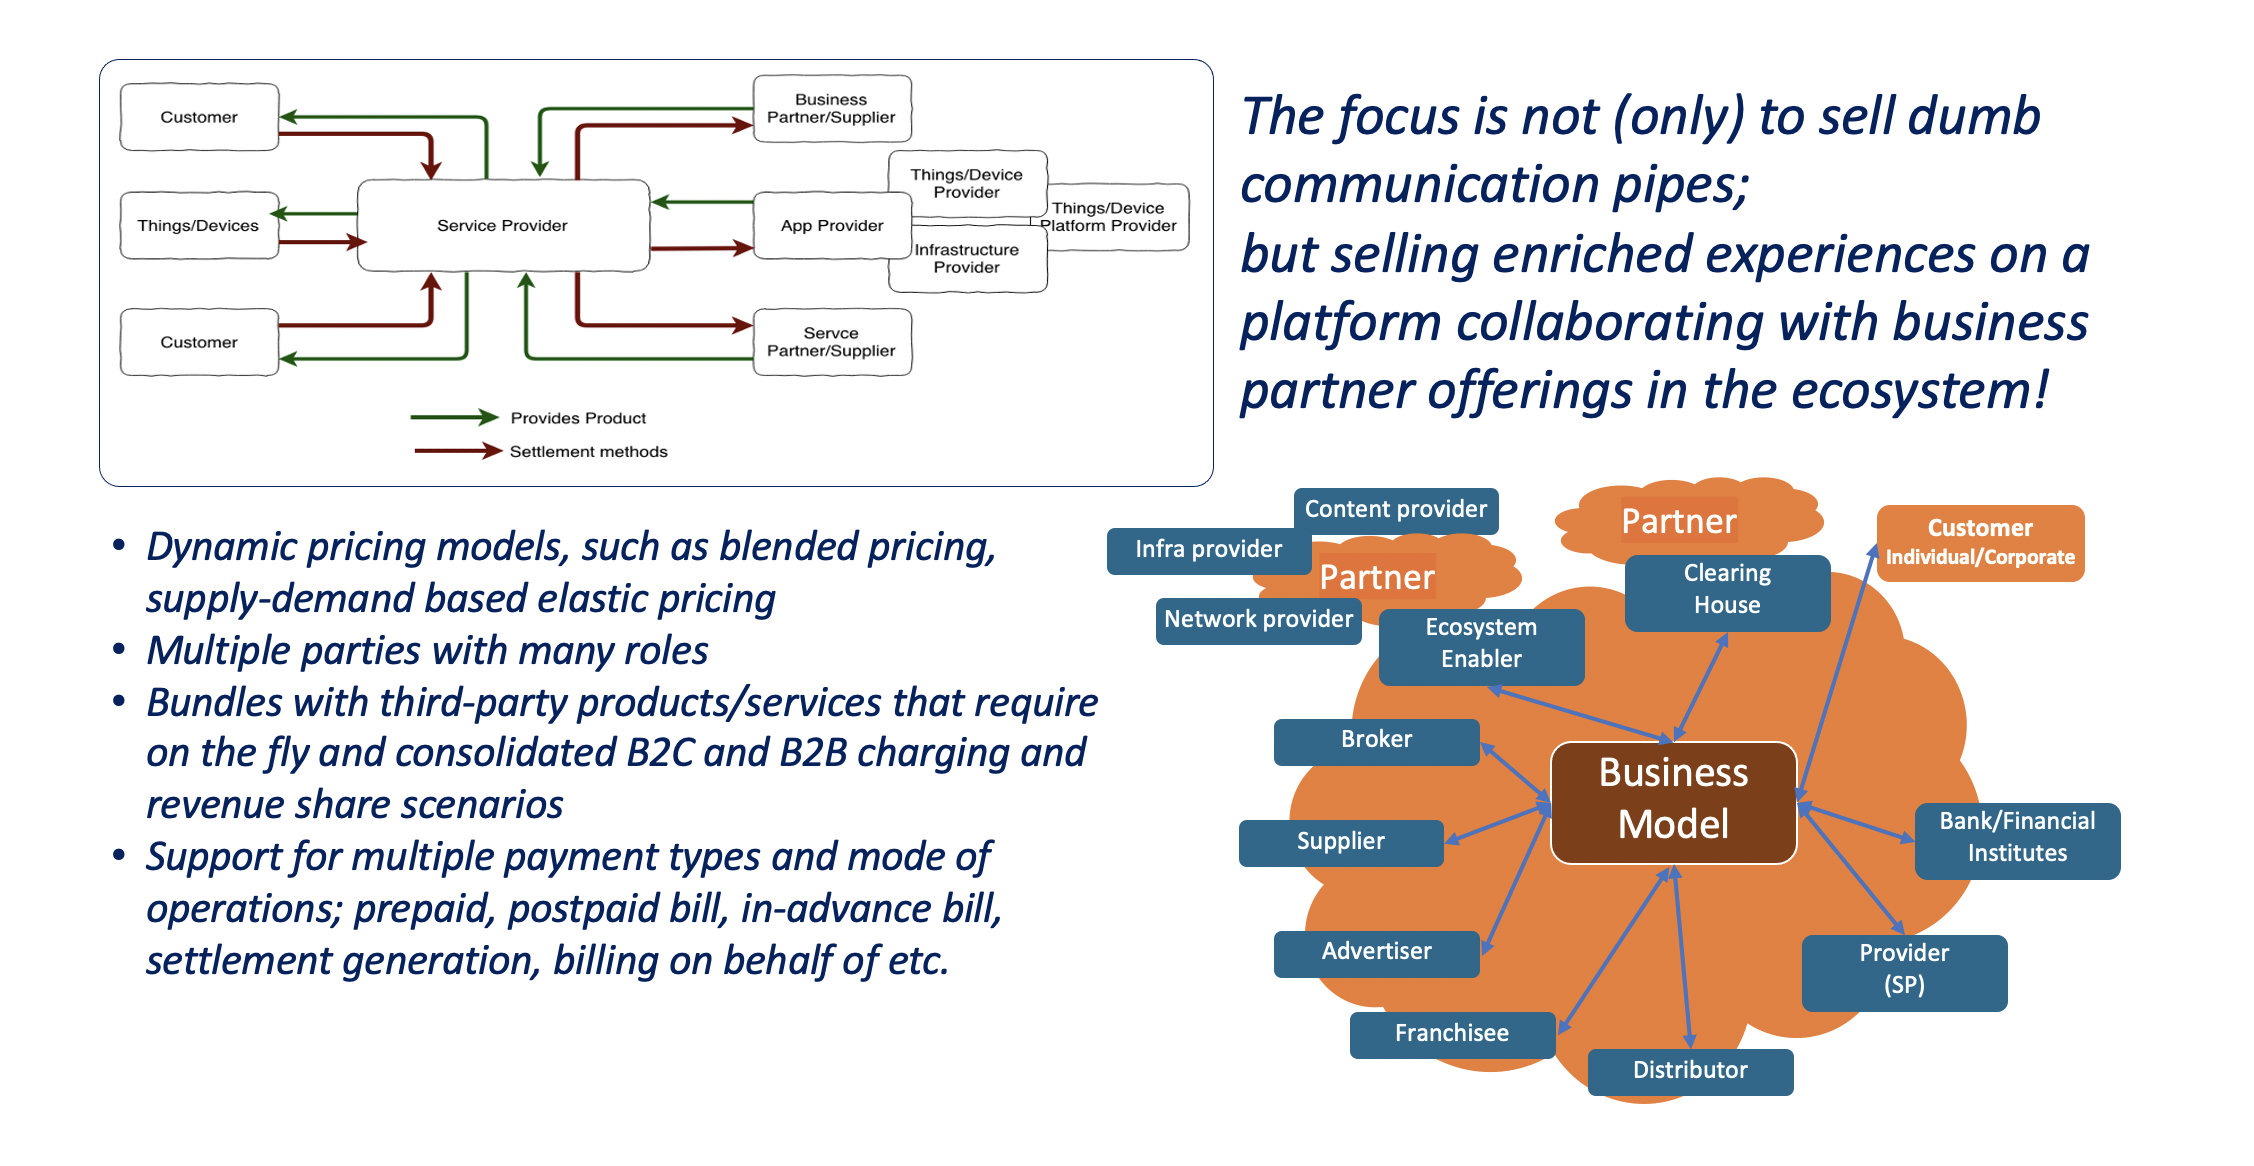 Customer
Business
Partner/Supplier
Things/Device
Provider
Things/Device
Platform Provider
Things/Devices
Service Provider
App Provider
Infrastructure
Provider
Customer
Servce
Partner/Supplier
Provides Product
Settlement methods
The focus is not (only) to sell dumb
communication pipes;
but selling enriched experiences on a
platform collaborating with business
partner offerings in the ecosystem!
• Dynamic pricing models, such as blended pricing,
supply-demand based elastic pricing
• Multiple parties with many roles
• Bundles with third-party products/services that require
on the fly and consolidated B2C and B2B charging and
revenue share scenarios
• Support for multiple payment types and mode of
operations; prepaid, postpaid bill, in-advance bill,
settlement generation, billing on behalf of etc.
Content provider
Infra provider
Partner
Network provider
Partner
Customer
Individual/Corporate
Clearing
House
Ecosystem
Enabler
Broker
Business
Model
Supplier
Bank/Financial
Institutes
Advertiser
Provider
(SP)
Franchisee
Distributor